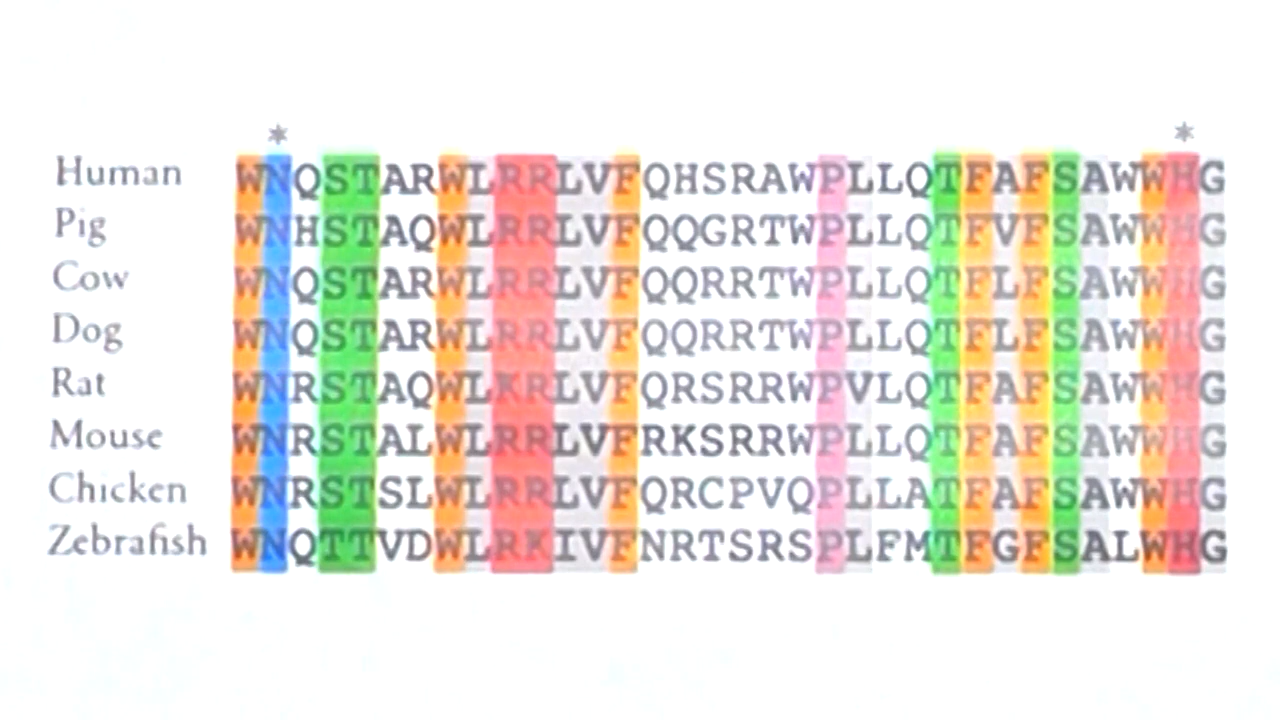 * *
Human WNQSTARWLRRLVFQHSRAWPLLQTFAFSAWWHG
Pig WNHSTAQWLRRLVFQQGRTWPLLQTFVFSAWWHG
Cow WNQSTARWLRRLVFQQRRTWPLLQTFLFSAWWHG
Dog WNQSTARWLRRLVFQQRRTWPLLQTFLFSAWWHG
Rat WNRSTAQWLKRLVFQRSRRWPVLQTFAFSAWWHG
Mouse WNRSTALWLRRLVFRKSRRWPLLQTFAFSAWWHG
Chicken WNRSTSLWLRRLVFQRCPVQPLLATFAFSAWWHG
Zebrafish WNQTTVDWLRKIVFNRTSRSPLFMTFGFSALWHG